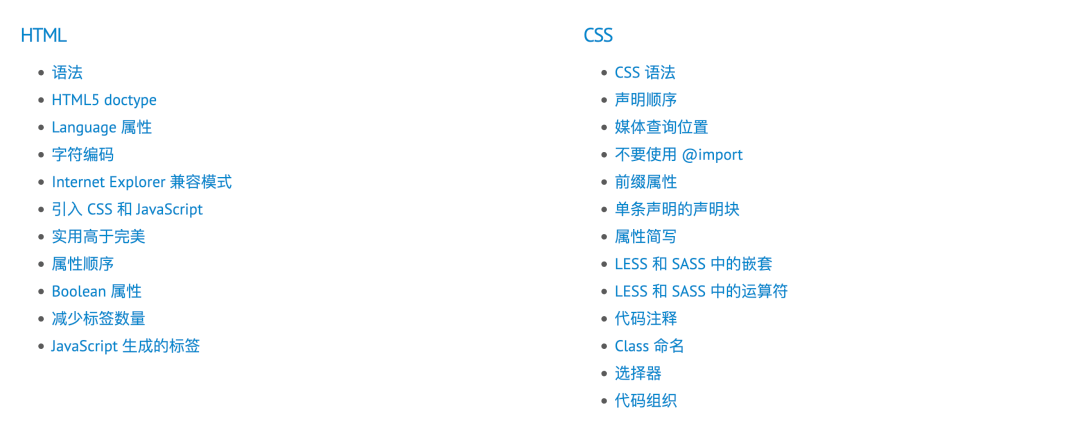 HTML
语法
HTML5 doctype
Language 属性
字符编码
Internet Explorer 兼容模式
引入 CSS 和 JavaScript
实用高于完美
属性顺序
Boolean 属性
减少标签数量
JavaScript 生成的标签
CSS
CSS 语法
声明顺序
媒体查询位置
不要使用 @import
前缀属性
单条声明的声明块
属性简写
LESS 和 SASS 中的嵌套
LESS 和 SASS 中的运算符
代码注释
Class 命名
选择器
代码组织